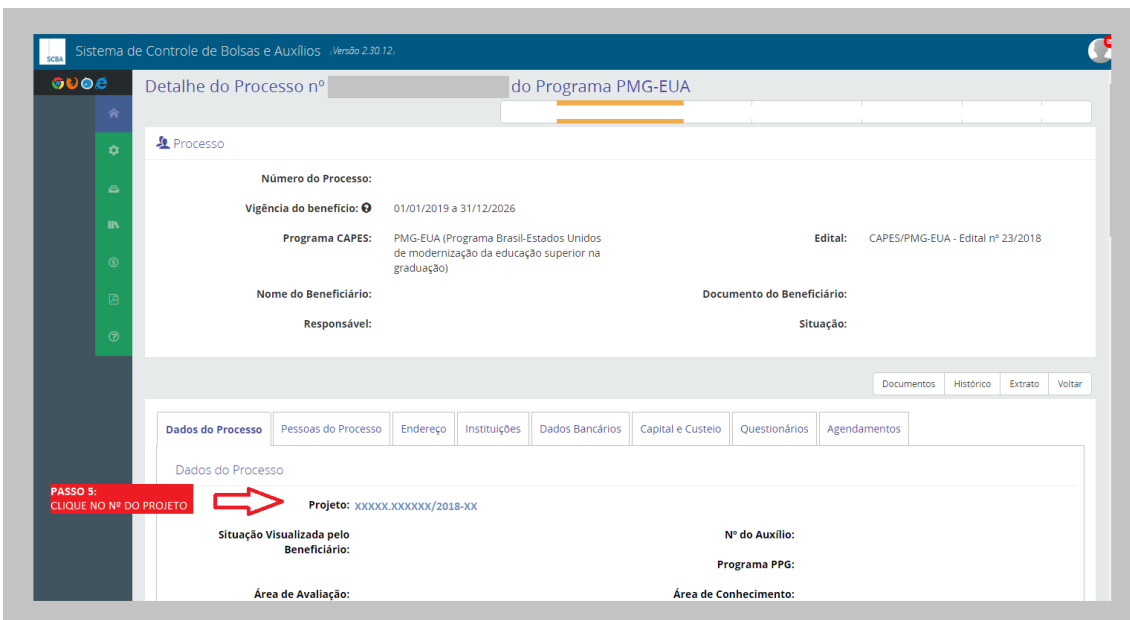 SCBA Sistema de Controle de Bolsas e Auxílios (Versão 2.30.12)
Detalhe do Processo nº do Programa PMG-EUA
Processo
Número do Processo:
Vigência do benefício: 01/01/2019 a 31/12/2026
Programa CAPES: PMG-EUA (Programa Brasil-Estados Unidos Edital: CAPES/PMG-EUA - Edital nº 23/2018
de modernização da educação superior na
graduação)
Nome do Beneficiário: Documento do Beneficiário:
Responsável: Situação:
Documentos Histórico Extrato Voltar
Dados do Processo Pessoas do Processo Endereço Instituições Dados Bancários Capital e Custeio Questionários Agendamentos
Dados do Processo
PASSO 5:
CLIQUE NO Nº DO PROJETO
Projeto: XXXXX.XXXXXX/2018-XX
Situação Visualizada pelo Nº do Auxílio:
Beneficiário:
Programa PPG:
Área de Avaliação: Área de Conhecimento: